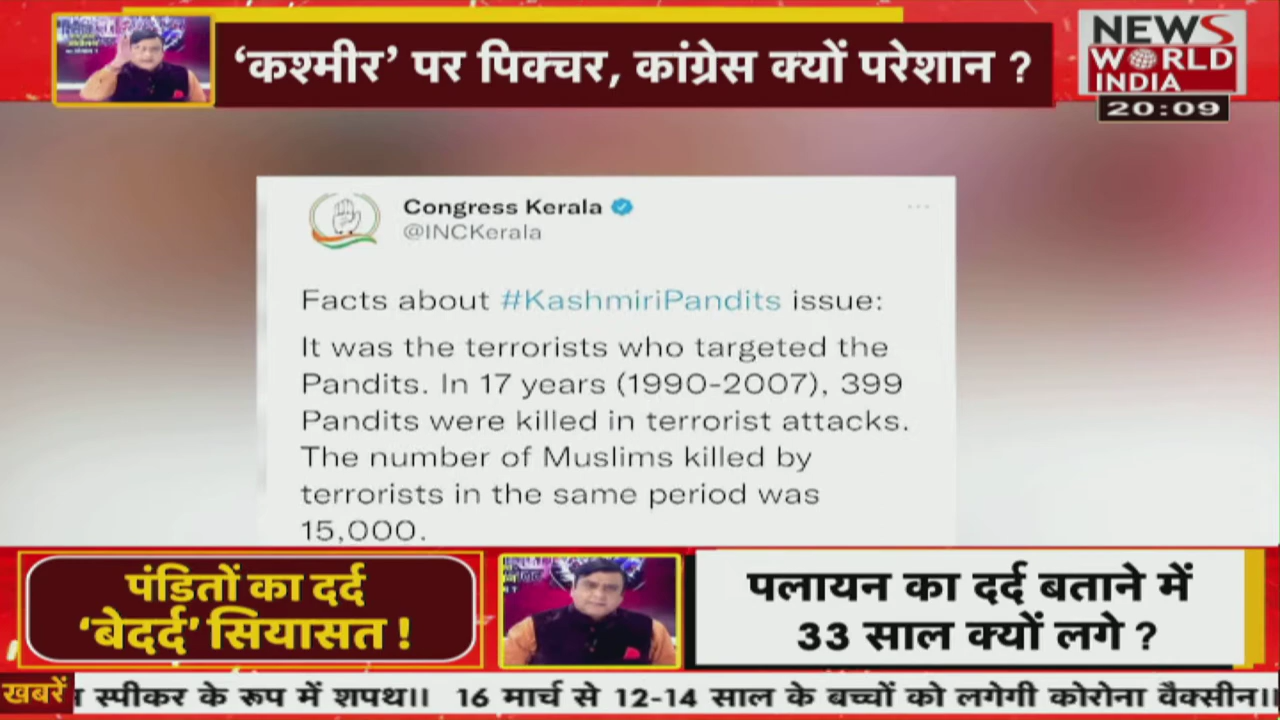 ‘कश्मीर’ पर पिक्चर, कांग्रेस क्यों परेशान ?
NEWS
WORLD
INDIA
20:09
Congress Kerala
@INCKerala
Facts about #KashmiriPandits issue:
It was the terrorists who targeted the
Pandits. In 17 years (1990-2007), 399
Pandits were killed in terrorist attacks.
The number of Muslims killed by
terrorists in the same period was
15,000.
पंडितों का दर्द
‘बेदर्द’ सियासत !
पलायन का दर्द बताने में
33 साल क्यों लगे ?
खबरें
स्पीकर के रूप में शपथ॥ 16 मार्च से 12-14 साल के बच्चों को लगेगी कोरोना वैक्सीन॥